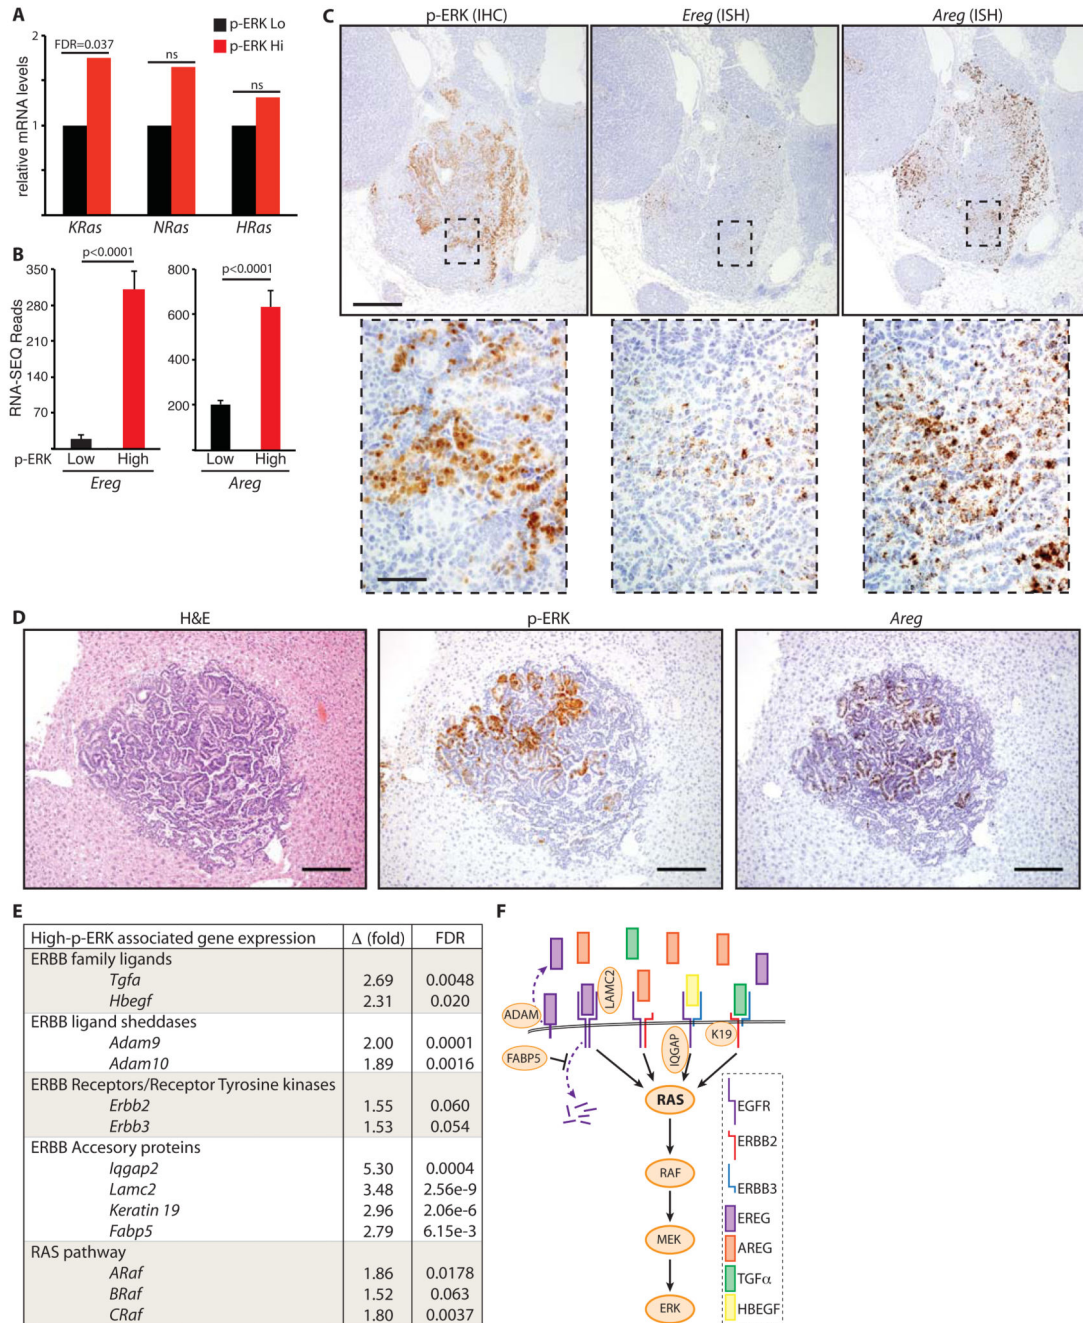 A
p-ERK Lo
p-ERK Hi
relative mRNA levels
2
1
FDR=0.037
ns
ns
KRas NRas HRas
B
RNA-SEQ Reads
p<0.0001
350
280
210
140
70
p<0.0001
800
600
400
200
p-ERK Low High Low High
Ereg Areg
C
p-ERK (IHC) Ereg (ISH) Areg (ISH)
D
H&E p-ERK Areg
E
High-p-ERK associated gene expression Δ (fold) FDR
ERBB family ligands
Tgfa 2.69 0.0048
Hbegf 2.31 0.020
ERBB ligand sheddases
Adam9 2.00 0.0001
Adam10 1.89 0.0016
ERBB Receptors/Receptor Tyrosine kinases
Erbb2 1.55 0.060
Erbb3 1.53 0.054
ERBB Accesory proteins
Iqgap2 5.30 0.0004
Lamc2 3.48 2.56e-9
Keratin 19 2.96 2.06e-6
Fabp5 2.79 6.15e-3
RAS pathway
ARaf 1.86 0.0178
BRaf 1.52 0.063
CRaf 1.80 0.0037
F
ADAM
LAMC2
FABP5
IQGAP
K19
RAS
RAF
MEK
ERK
EGFR
ERBB2
ERBB3
EREG
AREG
TGFα
HBEGF